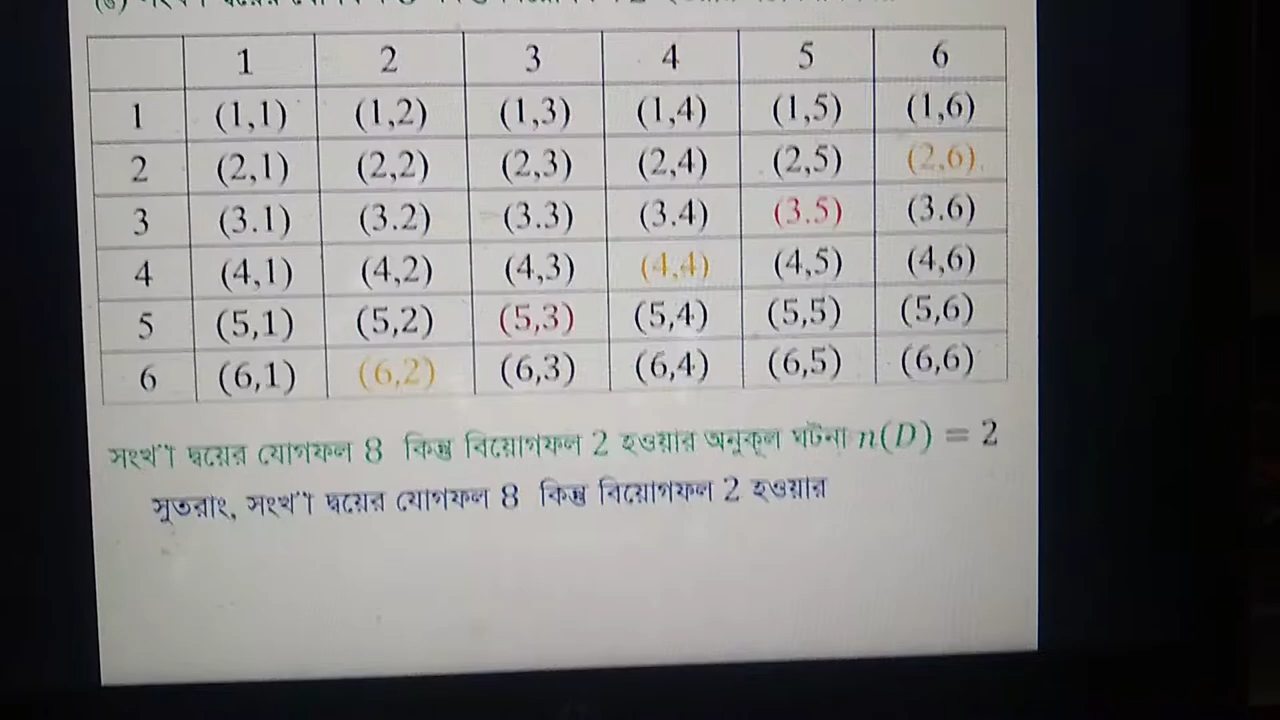 1 2 3 4 5 6
1 (1,1) (1,2) (1,3) (1,4) (1,5) (1,6)
2 (2,1) (2,2) (2,3) (2,4) (2,5) (2,6)
3 (3.1) (3.2) (3.3) (3.4) (3.5) (3.6)
4 (4,1) (4,2) (4,3) (4,4) (4,5) (4,6)
5 (5,1) (5,2) (5,3) (5,4) (5,5) (5,6)
6 (6,1) (6,2) (6,3) (6,4) (6,5) (6,6)
দ্বয়ের যোগফল 8 কিন্তু বিয়োগফল 2 হওয়ার অনুকূল ঘটনা n(D) = 2
সুতরাং, দ্বয়ের যোগফল 8 কিন্তু বিয়োগফল 2 হওয়ার